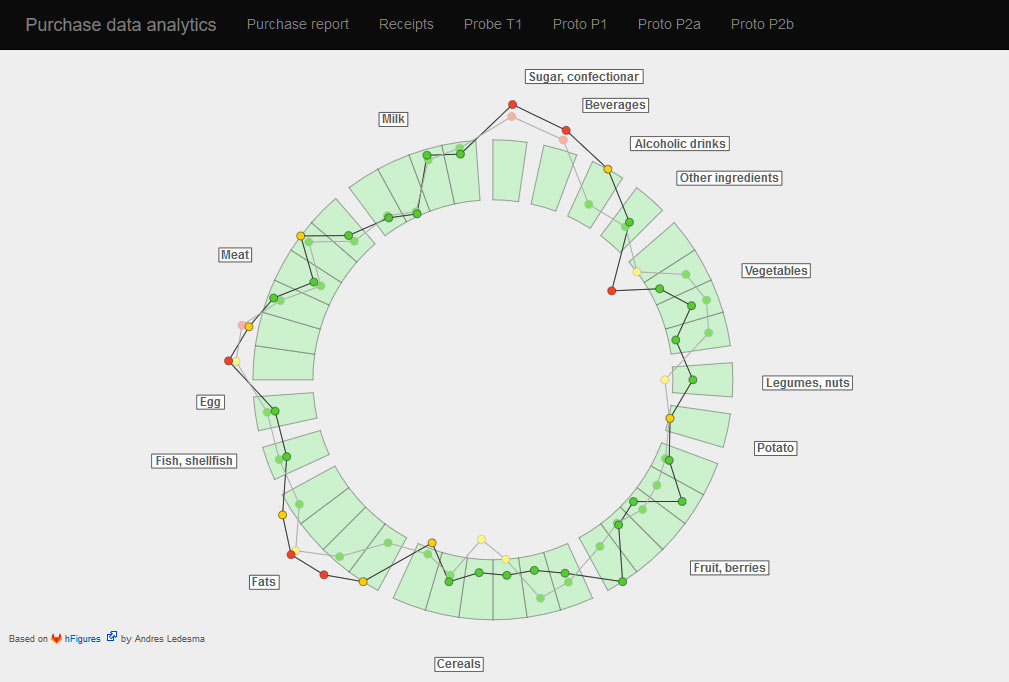 Purchase data analytics Purchase report Receipts Probe T1 Proto P1 Proto P2a Proto P2b
Sugar, confectionar
Beverages
Milk
Alcoholic drinks
Other ingredients
Meat
Vegetables
Legumes, nuts
Egg
Potato
Fish, shellfish
Fruit, berries
Fats
Based on hFigures by Andres Ledesma
Cereals